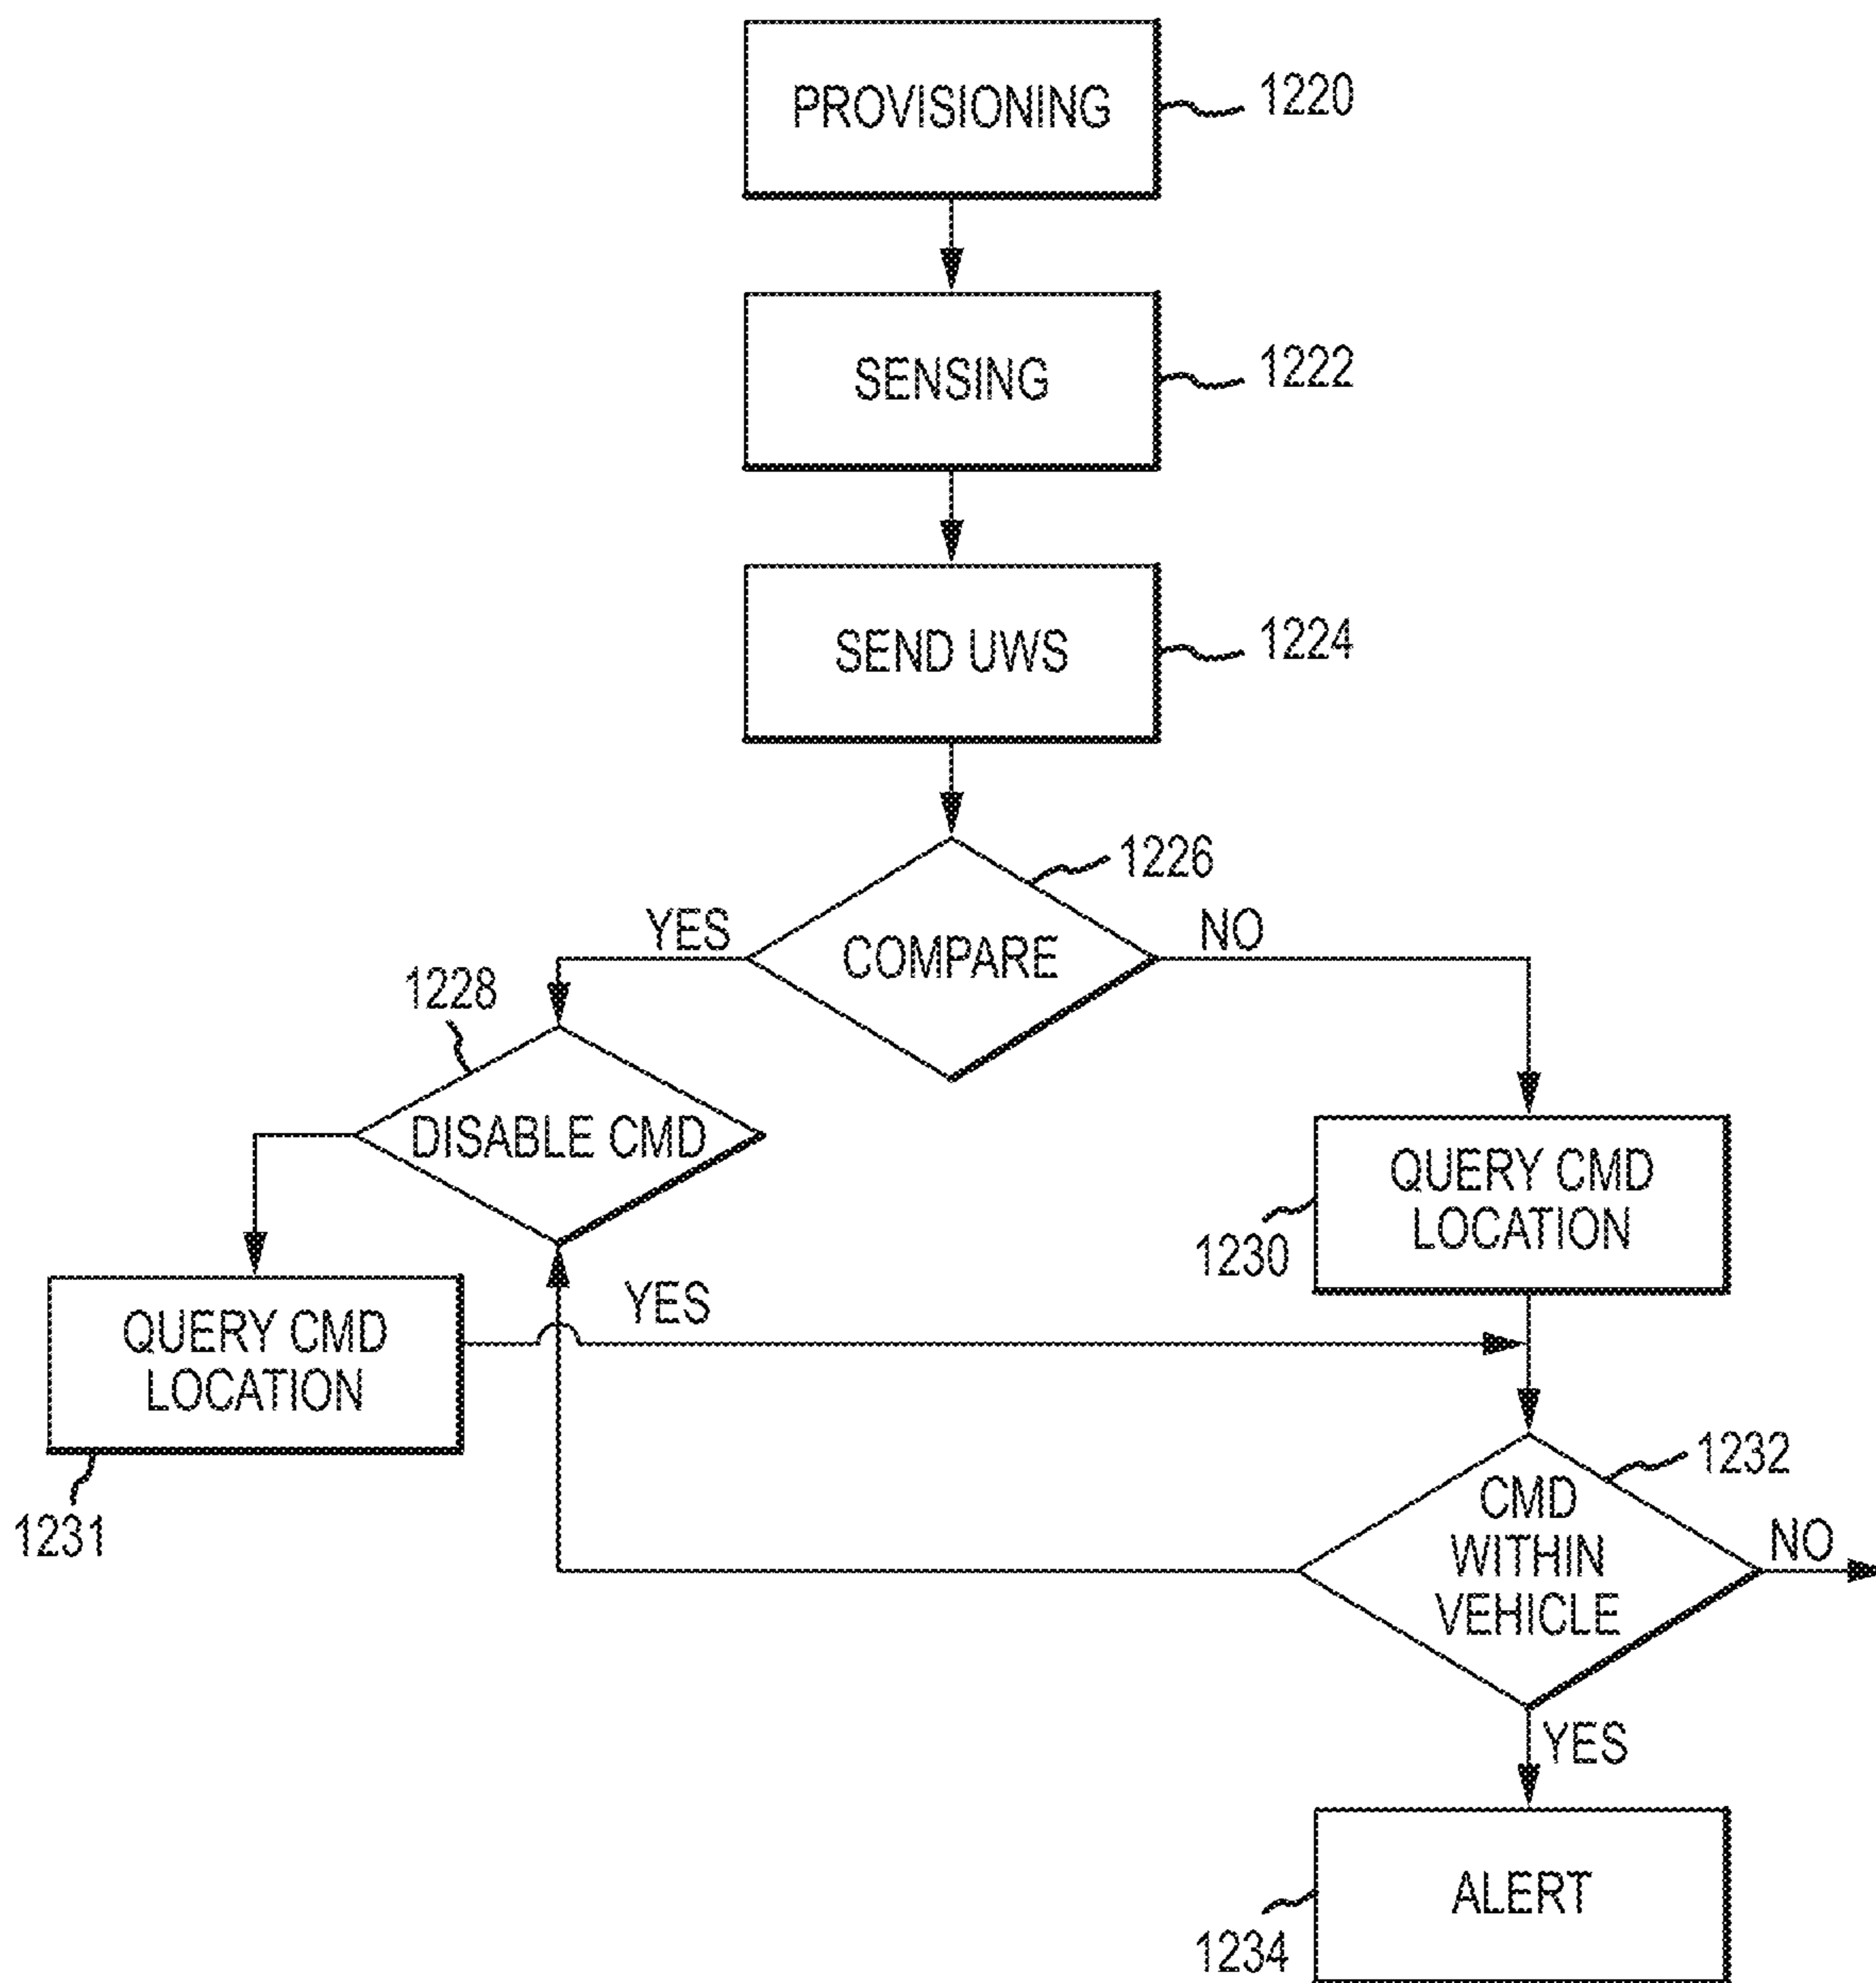 PROVISIONING
1220
SENSING
1222
SEND UWS
1224
1226
YES
COMPARE
NO
1228
DISABLE CMD
QUERY CMD
LOCATION
1230
YES
QUERY CMD
LOCATION
1231
1232
CMD
WITHIN
VEHICLE
NO
YES
ALERT
1234